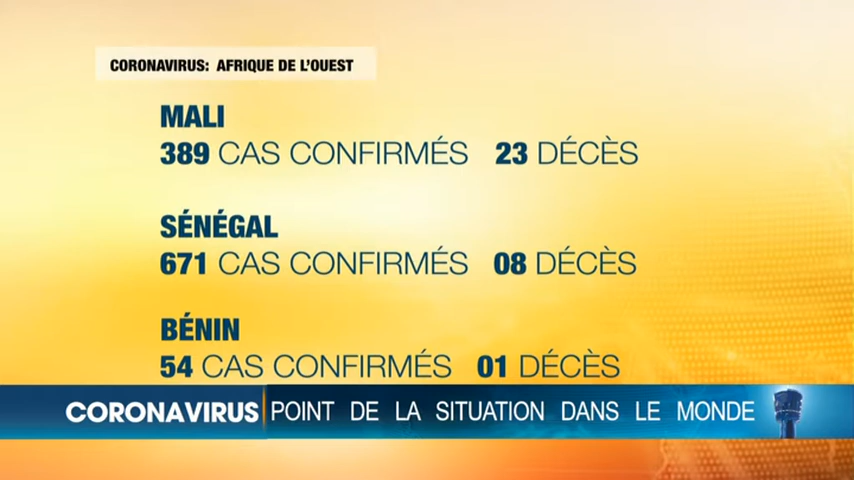 CORONAVIRUS: AFRIQUE DE L'OUEST
MALI
389 CAS CONFIRMÉS 23 DÉCÈS
SÉNÉGAL
671 CAS CONFIRMÉS 08 DÉCÈS
BÉNIN
54 CAS CONFIRMÉS 01 DÉCÈS
CORONAVIRUS POINT DE LA SITUATION DANS LE MONDE